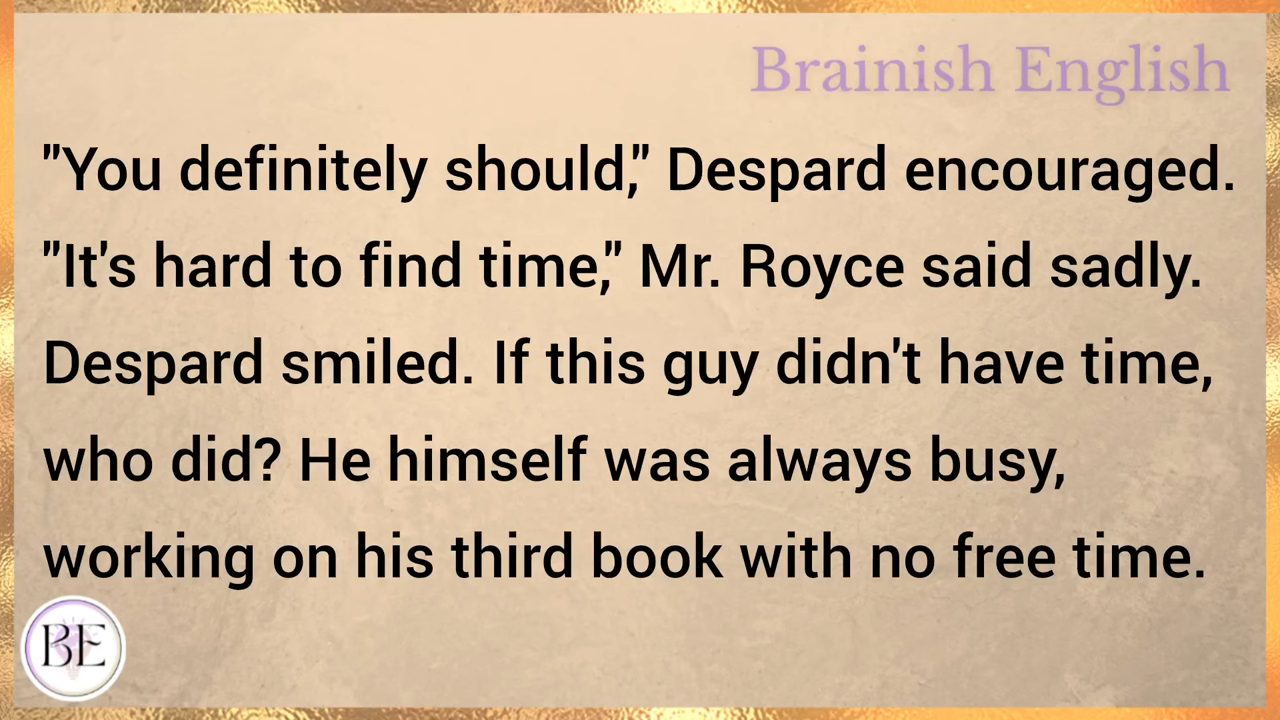 Brainish English
"You definitely should," Despard encouraged.
"It's hard to find time," Mr. Royce said sadly.
Despard smiled. If this guy didn't have time,
who did? He himself was always busy,
working on his third book with no free time.
BE